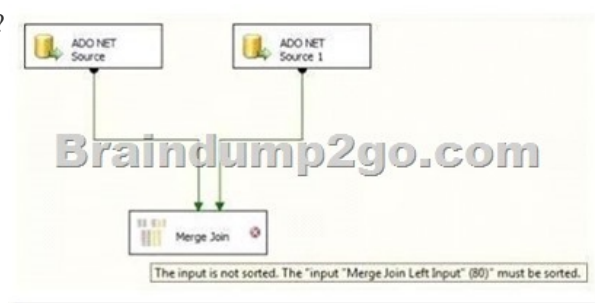 ?
ADO NET
Source
ADO NET
Source 1
Braindump2go.com
Merge Join
The input is not sorted. The "input "Merge Join Left Input" (80)" must be sorted.